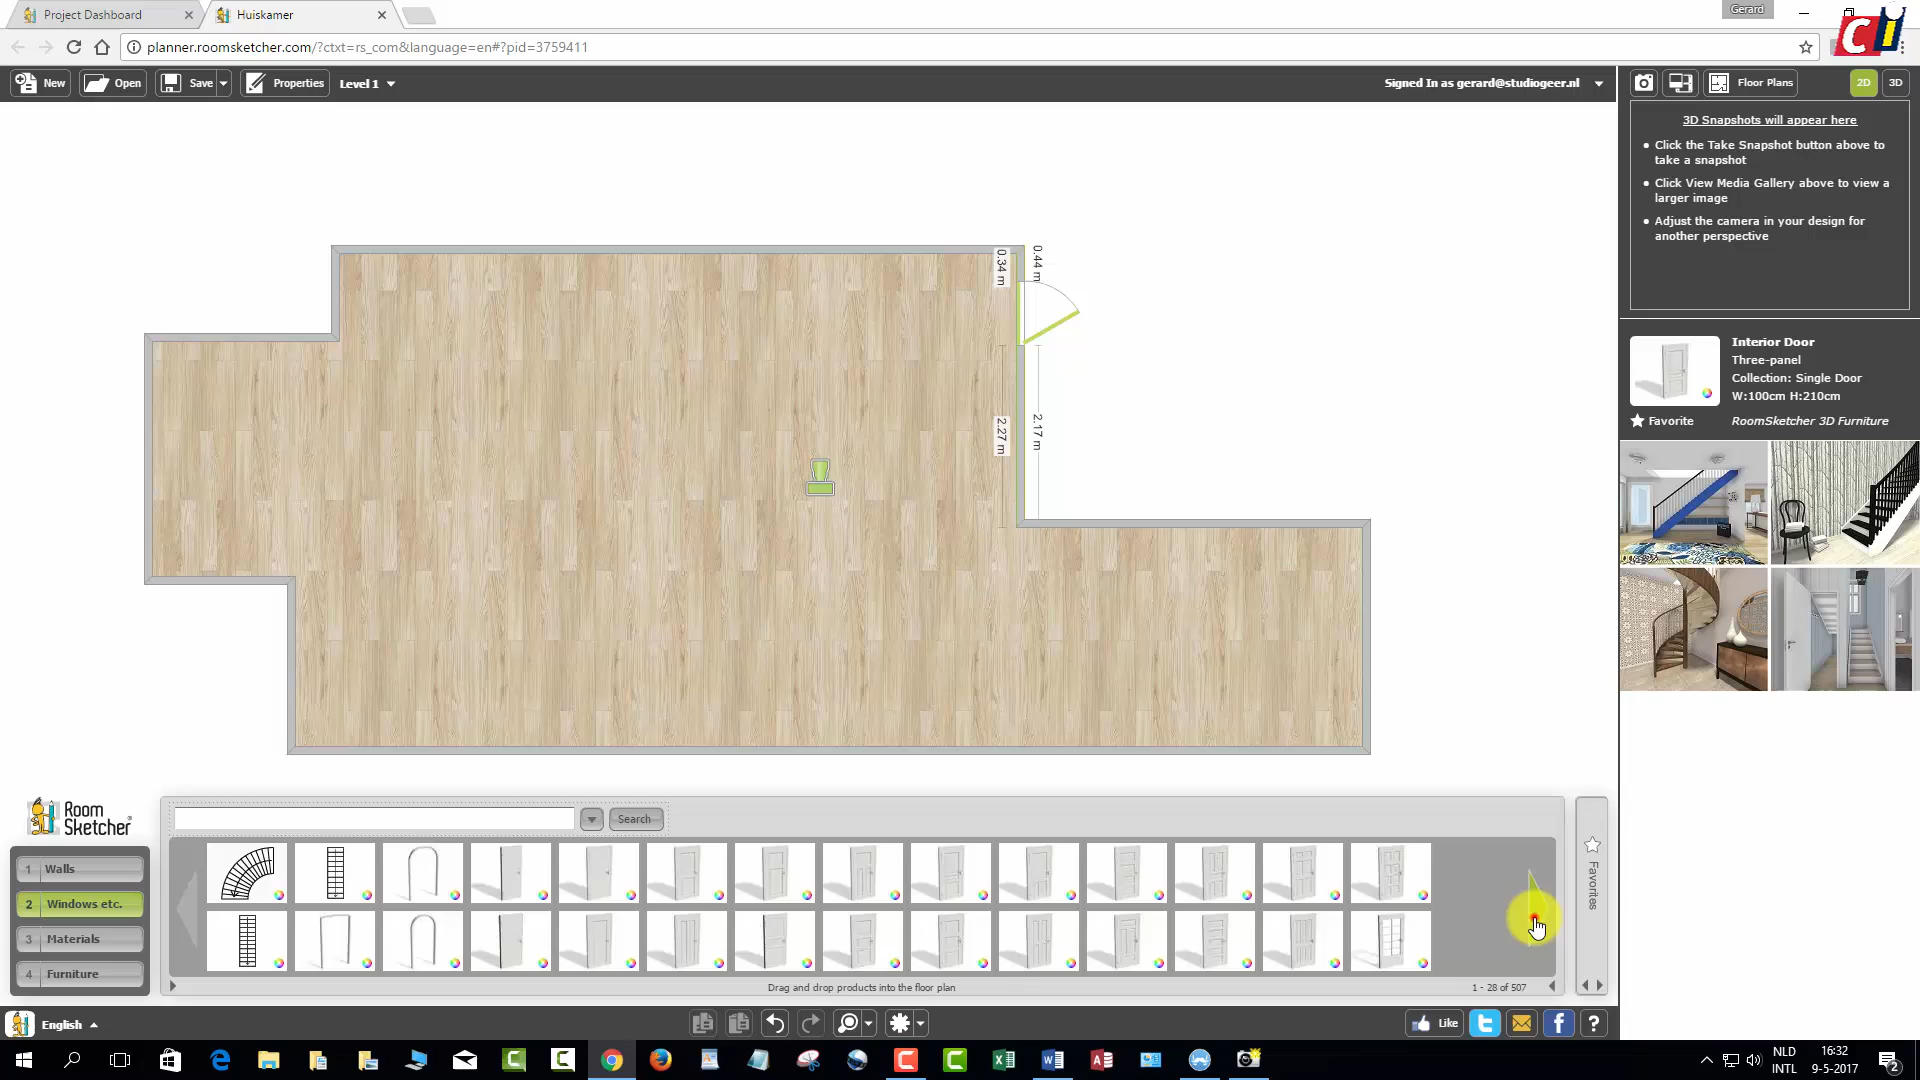 Project Dashboard
Huiskamer
Gerard
planner.roomsketcher.com/?ctxt=rs_com&language=en#?pid=3759411
New
Open
Save
Properties
Level 1
Signed In as gerard@studiogeer.nl
Floor Plans
2D
3D
3D Snapshots will appear here
Click the Take Snapshot button above to
take a snapshot
Click View Media Gallery above to view a
larger image
Adjust the camera in your design for
another perspective
0.34 m
0.44 m
2.27 m
2.17 m
Interior Door
Three-panel
Collection: Single Door
W:100cm H:210cm
Favorite
RoomSketcher 3D Furniture
Room
Sketcher
Search
1 Walls
2 Windows etc.
3 Materials
4 Furniture
Favorites
Drag and drop products into the floor plan
1 - 28 of 507
English
Like
?
NLD
INTL
16:32
9-5-2017
2